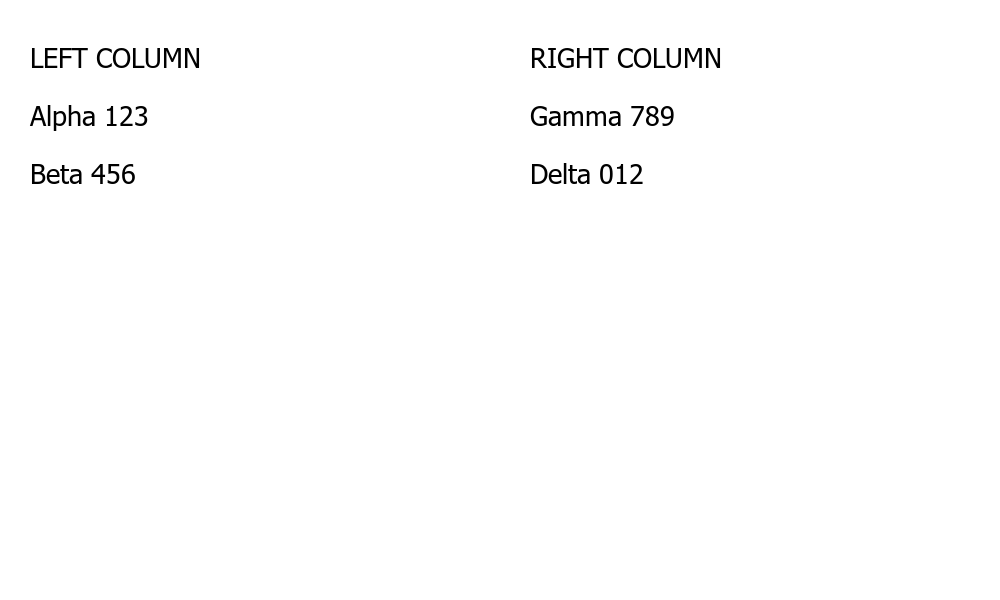 LEFT COLUMN
Alpha 123
Beta 456
RIGHT COLUMN
Gamma 789
Delta 012